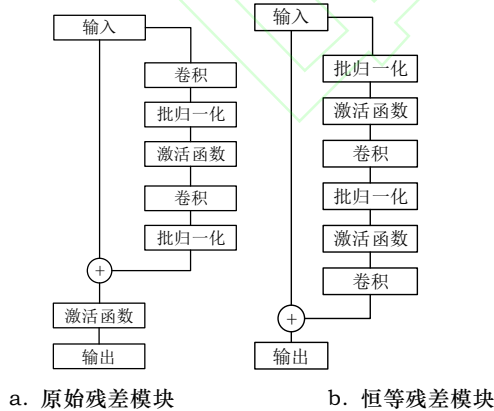 输入
卷积
批归一化
激活函数
卷积
批归一化
+
激活函数
输出
a. 原始残差模块
输入
批归一化
激活函数
卷积
批归一化
激活函数
卷积
+
输出
b. 恒等残差模块